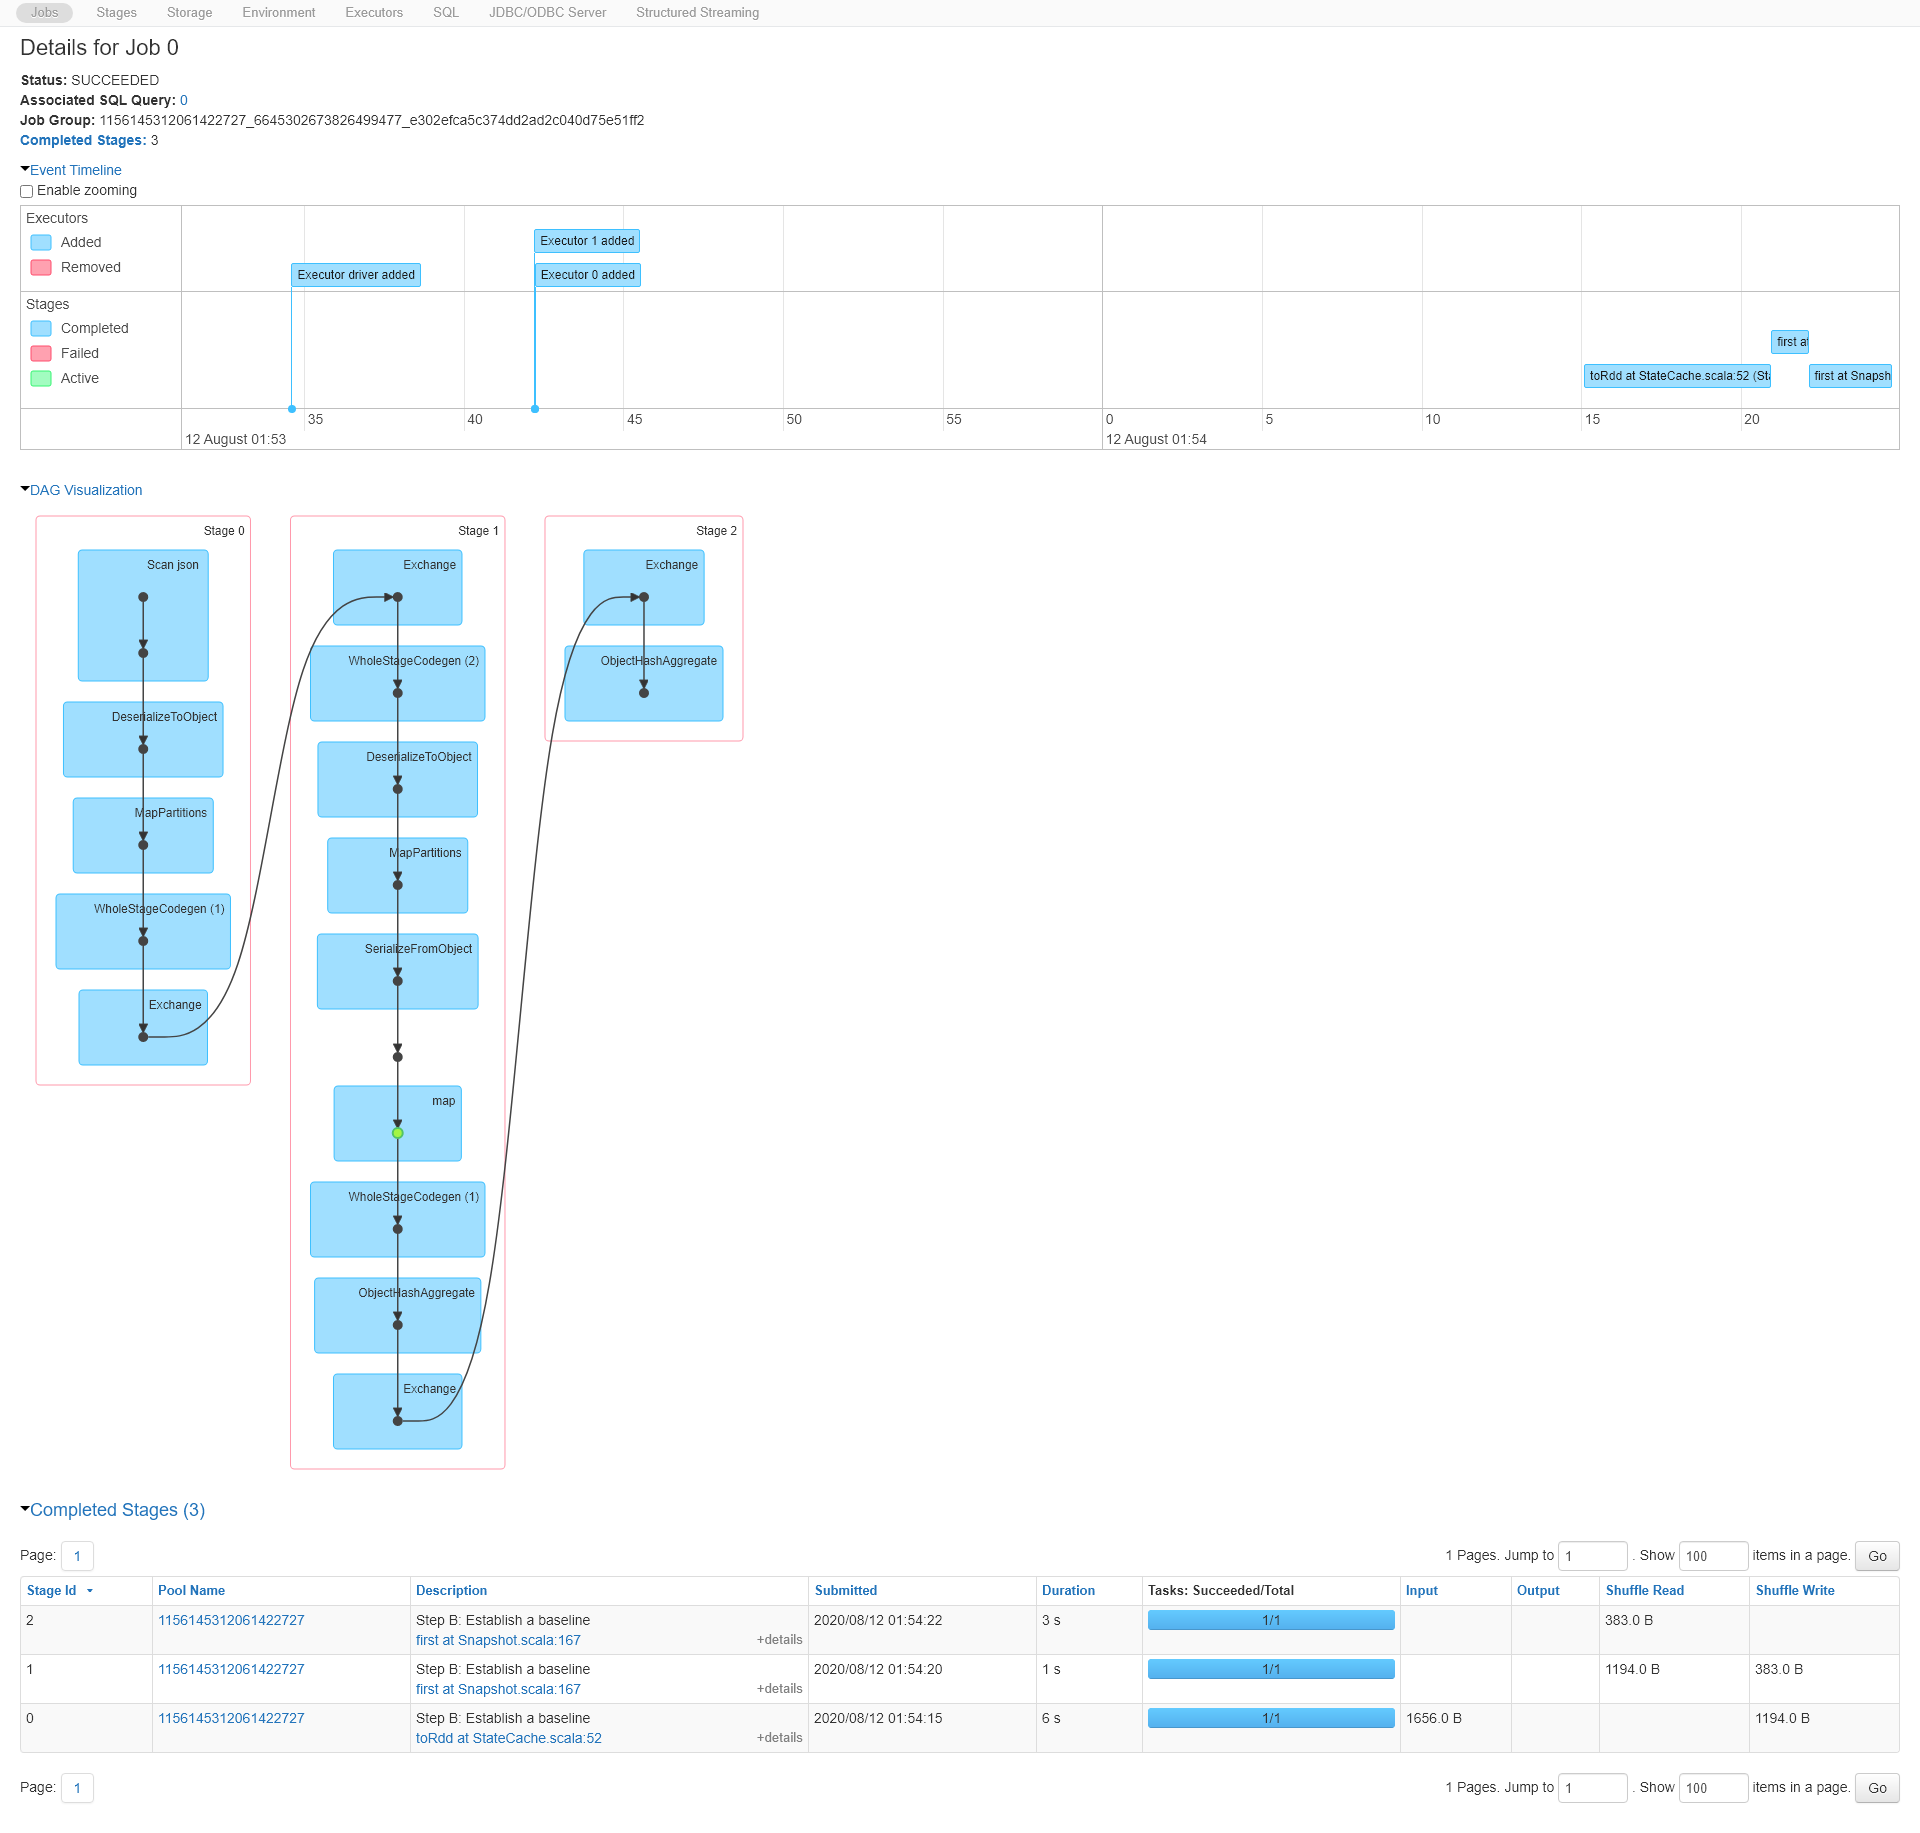 Jobs Stages Storage Environment Executors SQL JDBC/ODBC Server Structured Streaming
Details for Job 0
Status: SUCCEEDED
Associated SQL Query: 0
Job Group: 1156145312061422727_6645302673826499477_e302efca5c374dd2ad2c040d75e51ff2
Completed Stages: 3
Event Timeline
Enable zooming
Executors
Added
Removed
Executor 1 added
Executor driver added
Executor 0 added
Stages
Completed
Failed
Active
first at
toRdd at StateCache.scala:52 (Sta
first at Snapsh
35 40 45 50 55 0 5 10 15 20
12 August 01:53 12 August 01:54
DAG Visualization
Stage 0
Scan json
DeserializeToObject
MapPartitions
WholeStageCodegen (1)
Exchange
Stage 1
Exchange
WholeStageCodegen (2)
DeserializeToObject
MapPartitions
SerializeFromObject
map
WholeStageCodegen (1)
ObjectHashAggregate
Exchange
Stage 2
Exchange
ObjectHashAggregate
Completed Stages (3)
Page: 1 1 Pages. Jump to 1 . Show 100 items in a page. Go
Stage Id Pool Name Description Submitted Duration Tasks: Succeeded/Total Input Output Shuffle Read Shuffle Write
2 1156145312061422727 Step B: Establish a baseline 2020/08/12 01:54:22 3 s 1/1 383.0 B
first at Snapshot.scala:167 +details
1 1156145312061422727 Step B: Establish a baseline 2020/08/12 01:54:20 1 s 1/1 1194.0 B 383.0 B
first at Snapshot.scala:167 +details
0 1156145312061422727 Step B: Establish a baseline 2020/08/12 01:54:15 6 s 1/1 1656.0 B 1194.0 B
toRdd at StateCache.scala:52 +details
Page: 1 1 Pages. Jump to 1 . Show 100 items in a page. Go